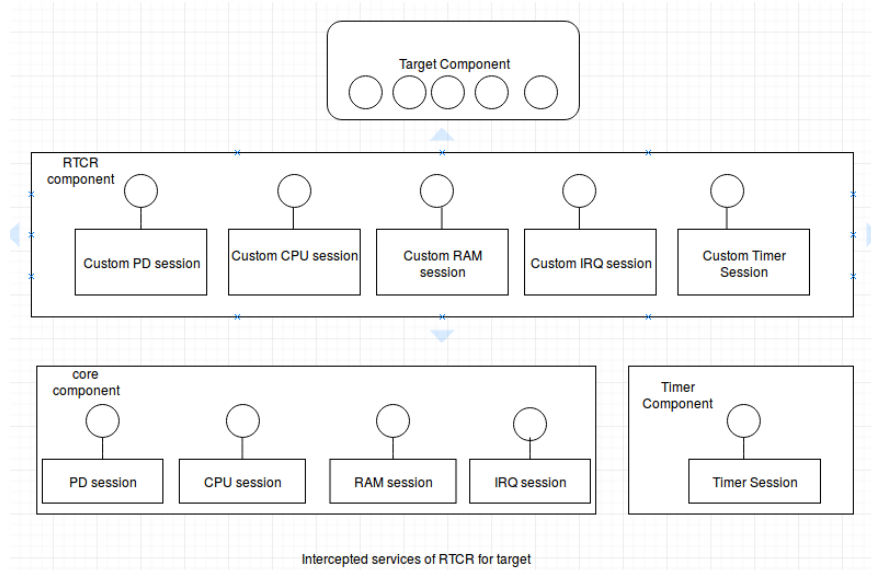 Target Component
RTCR
component
Custom PD session
Custom CPU session
Custom RAM
session
Custom IRQ session
Custom Timer
Session
core
component
PD session
CPU session
RAM session
IRQ session
Timer
Component
Timer Session
Intercepted services of RTCR for target